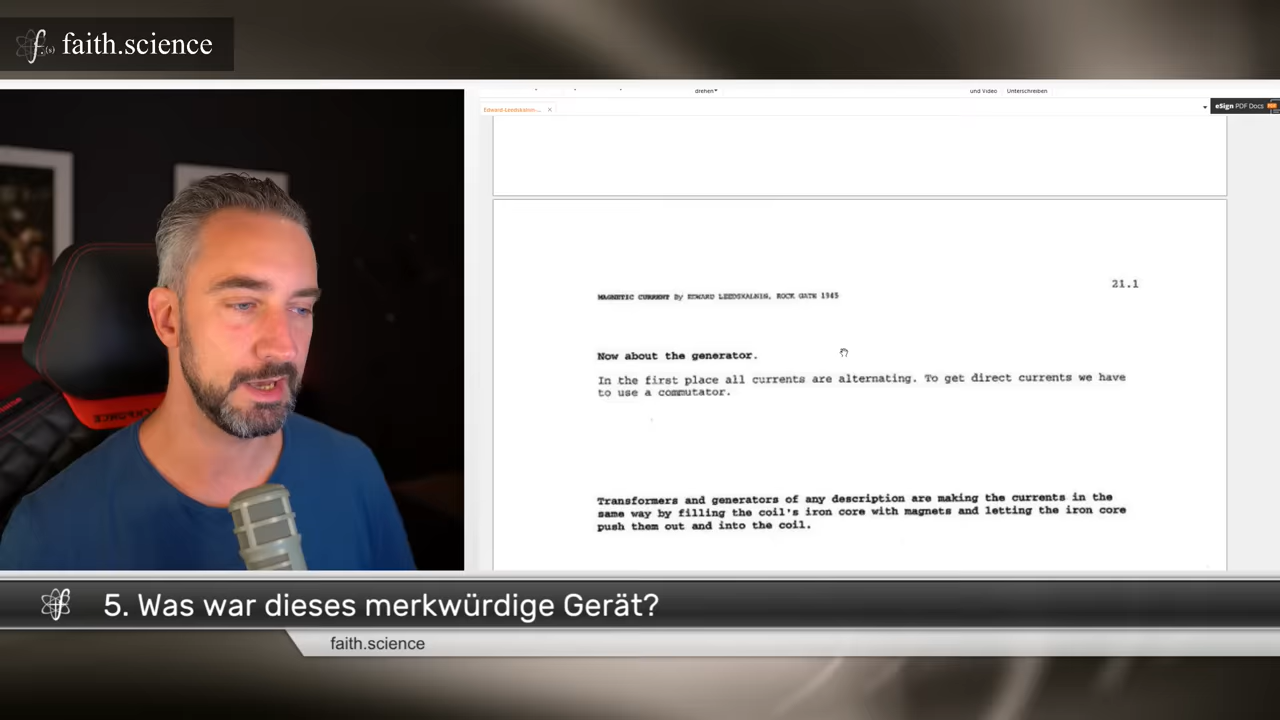 faith.science
drehen
und Video
Unterschreiben
Edward-Leedskalnin-...
eSign PDF Docs
21.1
MAGNETIC CURRENT By EDWARD LEEDSKALNIN, ROCK GATE 1945
Now about the generator.
In the first place all currents are alternating. To get direct currents we have
to use a commutator.
Transformers and generators of any description are making the currents in the
same way by filling the coil's iron core with magnets and letting the iron core
push them out and into the coil.
5. Was war dieses merkwürdige Gerät?
faith.science